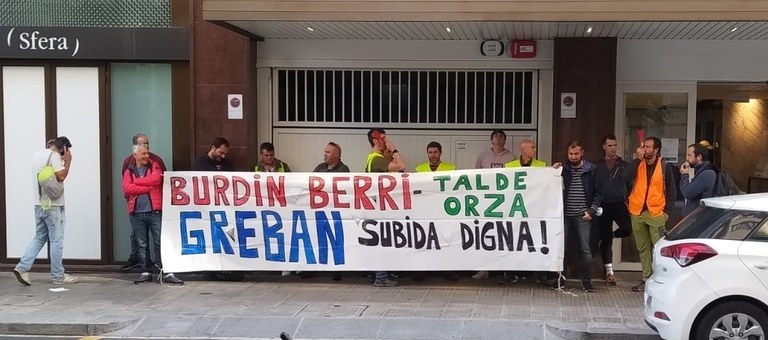 (Sfera)
BURDIN BERRI- TALDE
ORZA
GREBAN SUBIDA DIGNA!